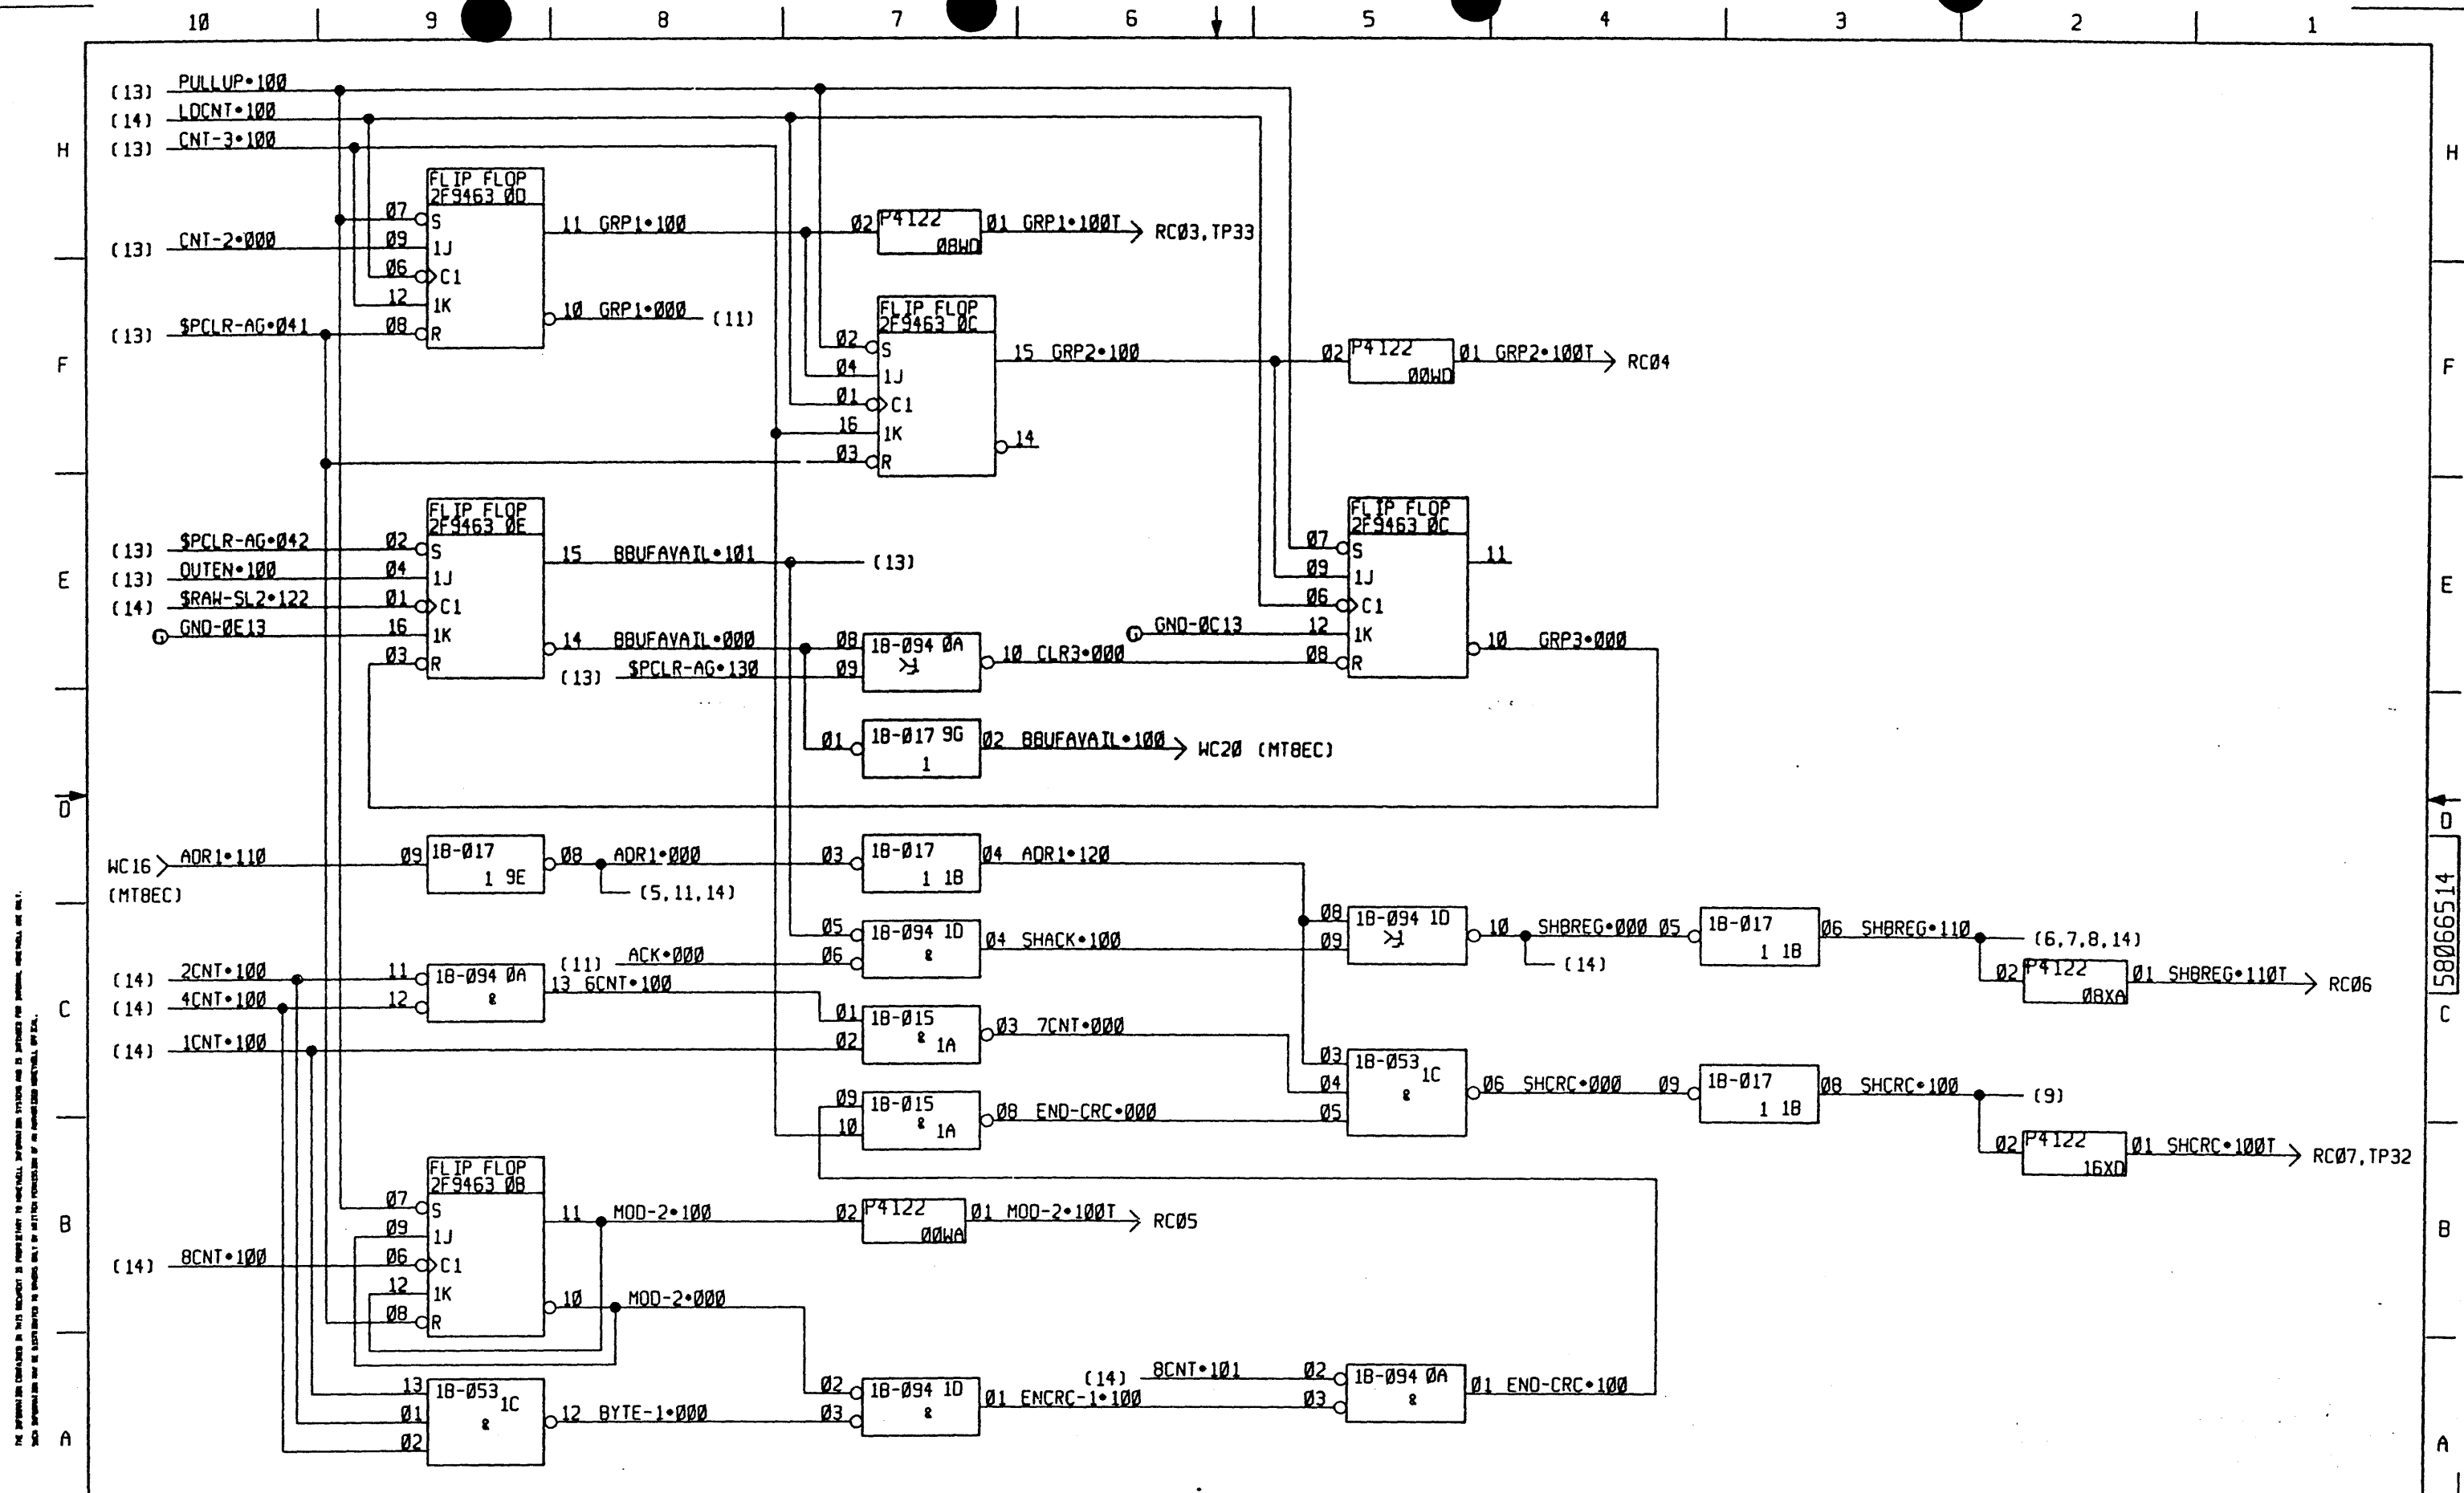 10 9 8 7 6 5 4 3 2 1
(13) PULLUP•100
(14) LDCNT•100
(13) CNT-3•100
H H
FLIP FLOP
2F9463 0D
07 S
(13) CNT-2•000 09 1J
06 C1
12 1K
(13) $PCLR-AG•041 08 R
11 GRP1•100
10 GRP1•000 (11)
02 P4122 01 GRP1•100T RC03,TP33
08WD
F F
FLIP FLOP
2F9463 0C
02 S
04 1J
01 C1
16 1K
03 R
15 GRP2•100
14
02 P4122 01 GRP2•100T RC04
00WD
E E
FLIP FLOP
2F9463 0E
(13) $PCLR-AG•042 02 S
(13) OUTEN•100 04 1J
(14) $RAW-SL2•122 01 C1
G GND-0E13 16 1K
03 R
15 BBUFAVAIL•101 (13)
14 BBUFAVAIL•000 08 1B-094 0A
≥1
(13) $PCLR-AG•130 09
10 CLR3•000
FLIP FLOP
2F9463 0C
07 S
09 1J
06 C1
G GND-0C13 12 1K
08 R
11
10 GRP3•000
01 1B-017 9G 02 BBUFAVAIL•100 WC20 (MT8EC)
1
D D
WC16 ADR1•110 09 1B-017 08 ADR1•000 03 1B-017 04 ADR1•120
(MT8EC)
1 9E
(5,11,14)
1 1B
05 1B-094 1D 04 SHACK•100
(11) ACK•000 06 &
08 1B-094 1D 10 SHBREG•000 05 1B-017 06 SHBREG•110 (6,7,8,14)
09 ≥1
(14)
1 1B
02 P4122 01 SHBREG•110T RC06
08XA
C C
(14) 2CNT•100 11 1B-094 0A 13 6CNT•100
(14) 4CNT•100 12 &
(14) 1CNT•100
01 1B-015 03 7CNT•000
02 & 1A
09 1B-015 08 END-CRC•000
10 & 1A
03 1B-053 1C
04 &
05
06 SHCRC•000 09 1B-017 08 SHCRC•100 (9)
1 1B
02 P4122 01 SHCRC•100T RC07,TP32
16XD
B B
FLIP FLOP
2F9463 0B
07 S
09 1J
(14) 8CNT•100 06 C1
12 1K
08 R
11 MOD-2•100 02 P4122 01 MOD-2•100T RC05
00WA
10 MOD-2•000
A A
13 1B-053 1C
01 &
02
12 BYTE-1•000
02 1B-094 1D 01 ENCRC-1•100
03 &
(14) 8CNT•101 02 1B-094 0A 01 END-CRC•100
03 &
58066514